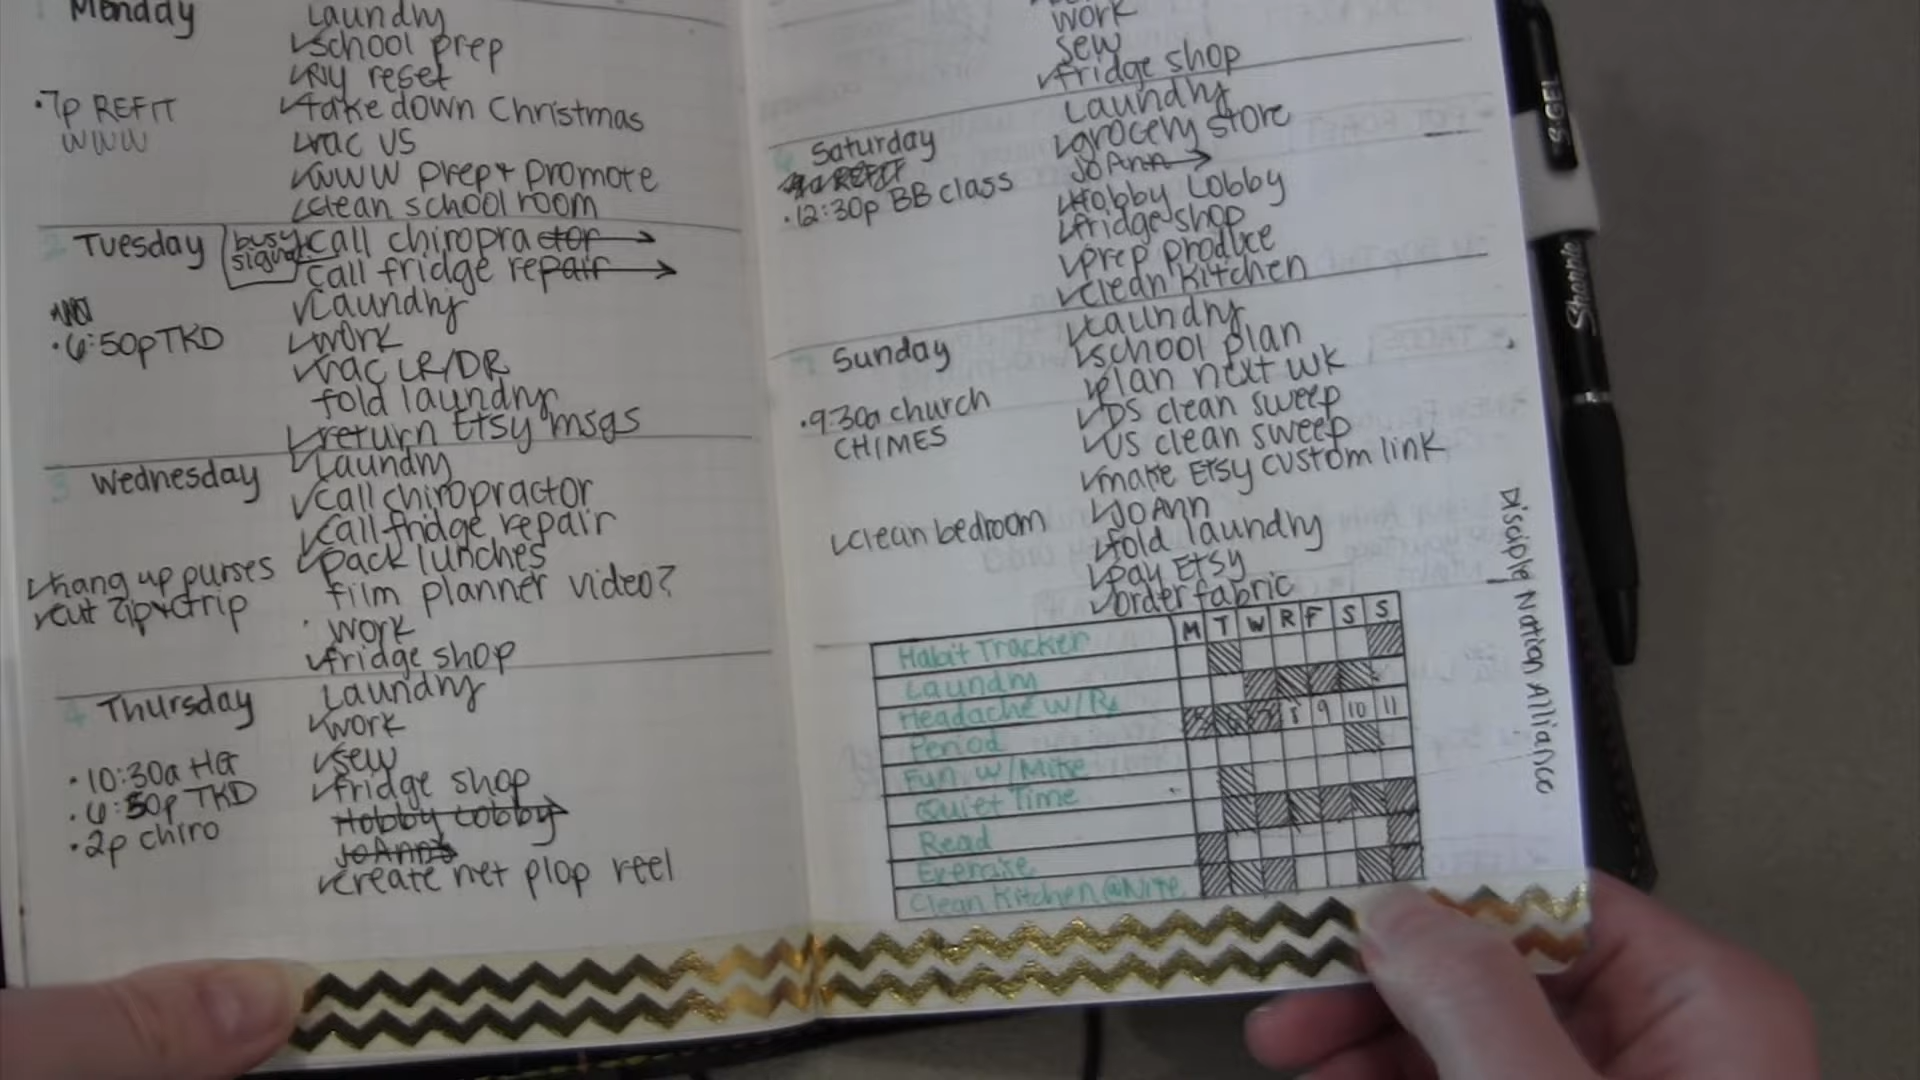 Monday
Laundry
school prep
RIY reset
• 7p REFIT
take down Christmas
WWW
vac US
WWW prep + promote
clean school room
2 Tuesday
busy signal
call chiropractor
call fridge repair
Laundry
work
• 6:50p TKD
vac LR/DR
fold laundry
return Etsy msgs
3 Wednesday
Laundry
call chiropractor
call fridge repair
hang up purses
pack lunches
cut zip + grip
film planner video?
work
fridge shop
4 Thursday
Laundry
work
sew
• 10:30a HG
fridge shop
• 6:50p TKD
Hobby Lobby
• 2p chiro
JoAnn's
create net plop reel
work
sew
fridge shop
6 Saturday
Laundry
grocery store
REFIT
JoAnn
• 12:30p BB class
Hobby Lobby
fridge shop
prep produce
clean kitchen
7 Sunday
Laundry
school plan
plan next wk
• 9:30a church
DS clean sweep
CHIMES
US clean sweep
make Etsy custom link
JoAnn
clean bedroom
fold laundry
pay Etsy
order fabric
Habit Tracker M T W R F S S
Laundry
Headache w/Rx
Period 8 9 10 11
Fun w/Mike
Quiet Time
Read
Exercise
Clean Kitchen @Nite
Disciple Nation Alliance
S.GEL
Sharpie